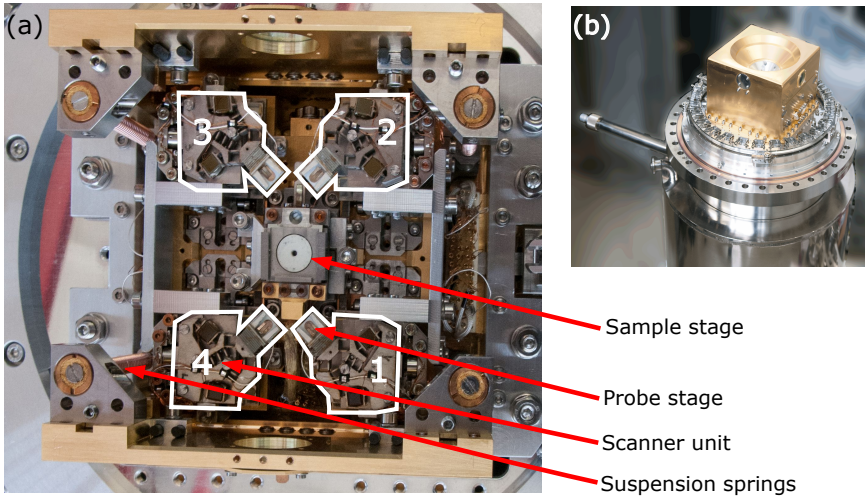 (a)
(b)
3
2
4
1
Sample stage
Probe stage
Scanner unit
Suspension springs